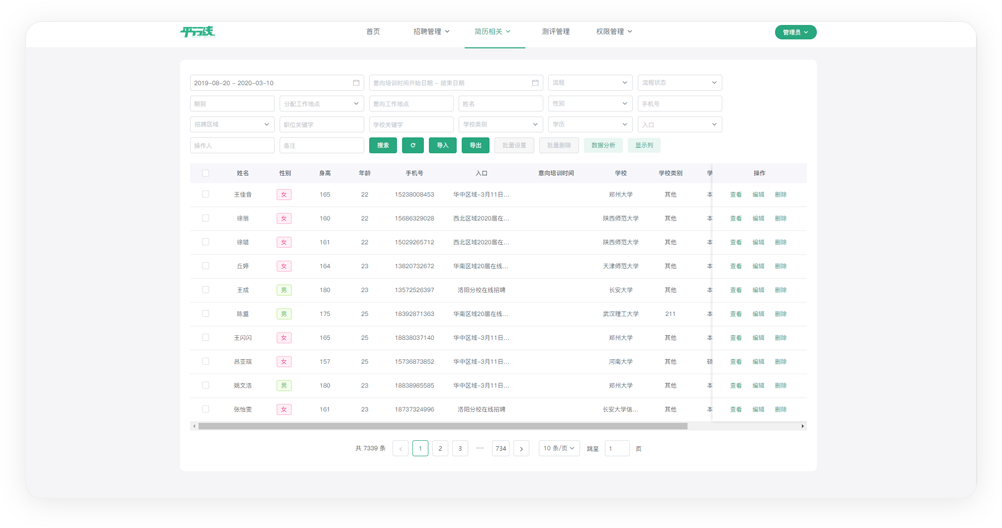 平行线 首页 招聘管理 简历相关 测评管理 权限管理 管理员
2019-08-20 ~ 2020-03-10 意向培训时间开始日期 ~ 结束日期 流程 流程状态
期别 分配工作地点 意向工作地点 姓名 性别 手机号
招聘区域 职位关键字 学校关键字 学校类别 学历 入口
操作人 备注 搜索 导入 导出 批量设置 批量删除 数据分析 显示列
姓名 性别 身高 年龄 手机号 入口 意向培训时间 学校 学校类别 学 操作
王佳音 女 165 22 15238008453 华中区域-3月11日... 郑州大学 其他 本 查看 编辑 删除
徐倩 女 160 22 15686329028 西北区域2020届在... 陕西师范大学 其他 本 查看 编辑 删除
徐璐 女 161 22 15029265712 西北区域2020届在... 陕西师范大学 其他 本 查看 编辑 删除
丘婷 女 164 23 13820732672 华南区域20届在线... 天津师范大学 其他 本 查看 编辑 删除
王成 男 180 23 13572526397 洛阳分校在线招聘 长安大学 其他 本 查看 编辑 删除
陈 男 175 25 18392871363 华南区域20届在线... 武汉理工大学 211 本 查看 编辑 删除
王闪闪 女 165 25 18838037140 华中区域-3月11日... 郑州大学 其他 本 查看 编辑 删除
吕亚琪 女 157 25 15736873852 华中区域-3月11日... 河南大学 其他 硕 查看 编辑 删除
姚文浩 男 180 23 18838985585 华中区域-3月11日... 郑州大学 其他 本 查看 编辑 删除
张怡雯 女 161 23 18737324996 洛阳分校在线招聘 长安大学信... 其他 本 查看 编辑 删除
共 7339 条 1 2 3 ··· 734 10 条/页 跳至 1 页